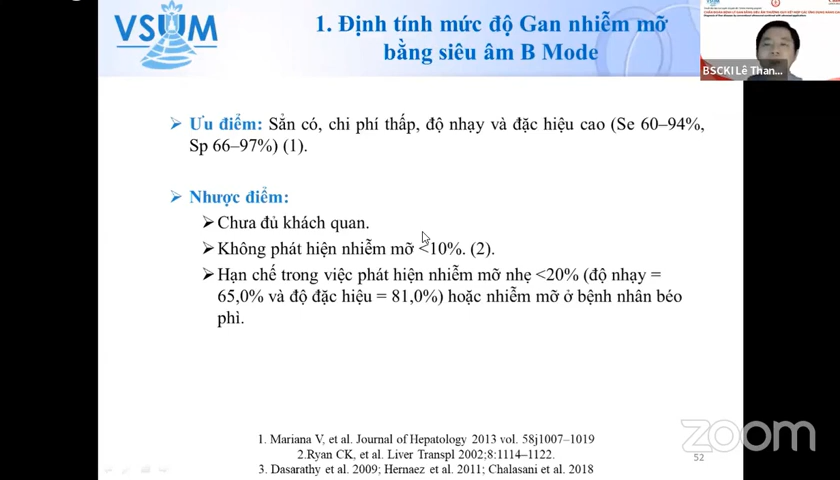 VSUM
1. Định tính mức độ Gan nhiễm mỡ
bằng siêu âm B Mode
BSCKI Lê Than...
Ưu điểm: Sẳn có, chi phí thấp, độ nhạy và đặc hiệu cao (Se 60–94%,
Sp 66–97%) (1).
Nhược điểm:
Chưa đủ khách quan.
Không phát hiện nhiễm mỡ <10%. (2).
Hạn chế trong việc phát hiện nhiễm mỡ nhẹ <20% (độ nhạy =
65,0% và độ đặc hiệu = 81,0%) hoặc nhiễm mỡ ở bệnh nhân béo
phì.
1. Mariana V, et al. Journal of Hepatology 2013 vol. 58j1007–1019
2.Ryan CK, et al. Liver Transpl 2002;8:1114–1122.
3. Dasarathy et al. 2009; Hernaez et al. 2011; Chalasani et al. 2018
zoom
52